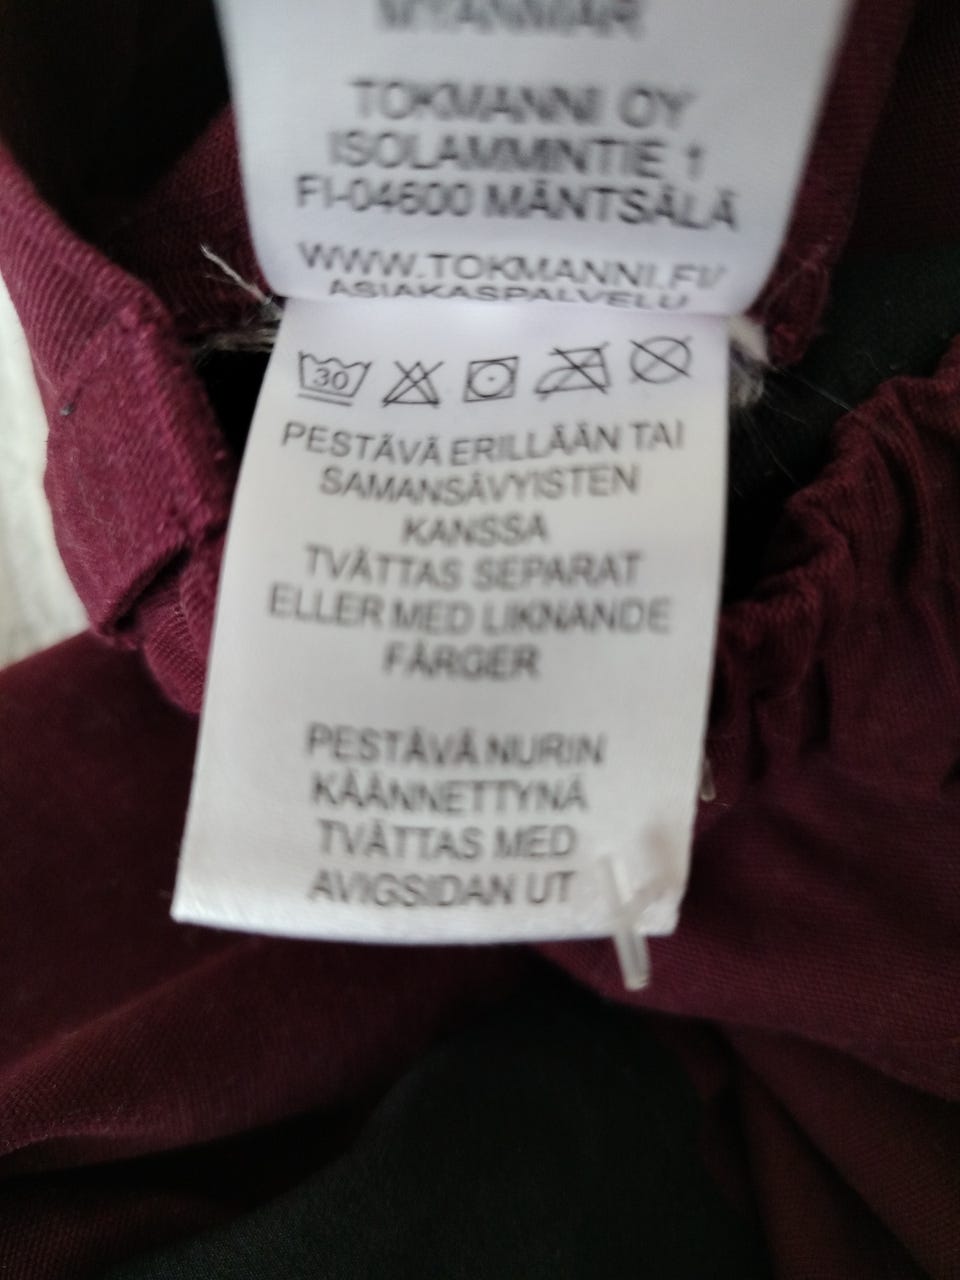 MYANMAR
TOKMANNI OY
ISOLAMMINTIE 1
FI-04600 MÄNTSÄLÄ
WWW.TOKMANNI.FI/
ASIAKASPALVELU
30
PESTÄVÄ ERILLÄÄN TAI
SAMANSÄVYISTEN
KANSSA
TVÄTTAS SEPARAT
ELLER MED LIKNANDE
FÄRGER
PESTÄVÄ NURIN
KÄÄNNETTYNÄ
TVÄTTAS MED
AVIGSIDAN UT